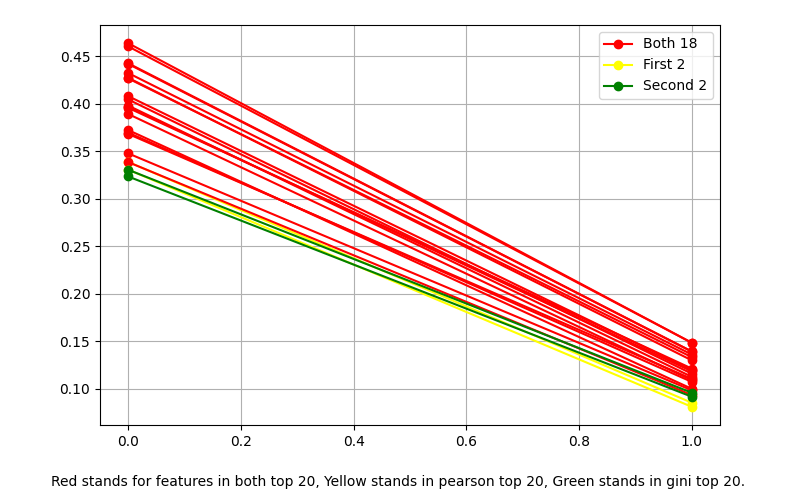 0.45
0.40
0.35
0.30
0.25
0.20
0.15
0.10
0.0 0.2 0.4 0.6 0.8 1.0
Both 18
First 2
Second 2
Red stands for features in both top 20, Yellow stands in pearson top 20, Green stands in gini top 20.